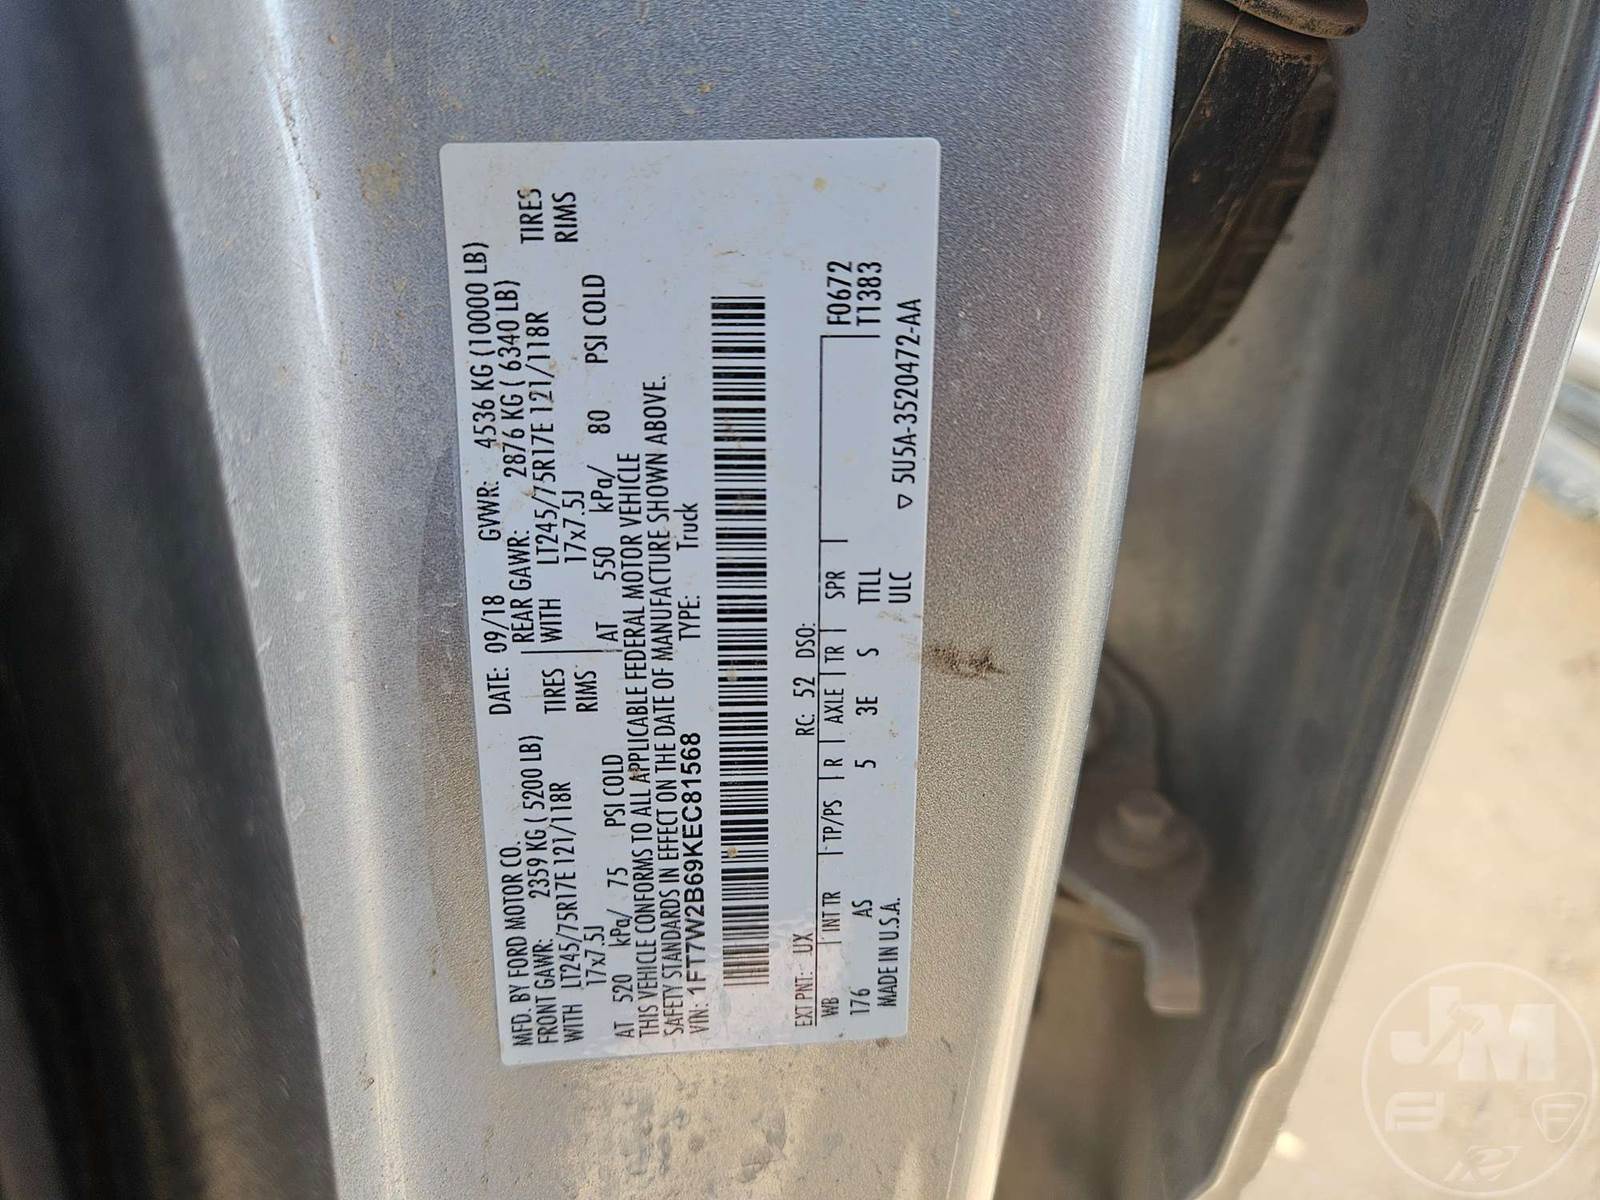 MFD. BY FORD MOTOR CO.
DATE: 09/18 GVWR: 4536 KG (10000 LB)
FRONT GAWR: 2359 KG ( 5200 LB) REAR GAWR: 2876 KG ( 6340 LB)
WITH LT245/75R17E 121/118R TIRES WITH LT245/75R17E 121/118R TIRES
17x7.5J RIMS 17x7.5J RIMS
AT 520 kPa/ 75 PSI COLD AT 550 kPa/ 80 PSI COLD
THIS VEHICLE CONFORMS TO ALL APPLICABLE FEDERAL MOTOR VEHICLE
SAFETY STANDARDS IN EFFECT ON THE DATE OF MANUFACTURE SHOWN ABOVE.
VIN: 1FT7W2B69KEC81568 TYPE: Truck
EXT PNT: UX RC: 52 DSO:
WB INT TR TP/PS R AXLE TR SPR F0672
176 AS 5 3E S TTLL T1383
MADE IN U.S.A. ULC 5U5A-3520472-AA
JM